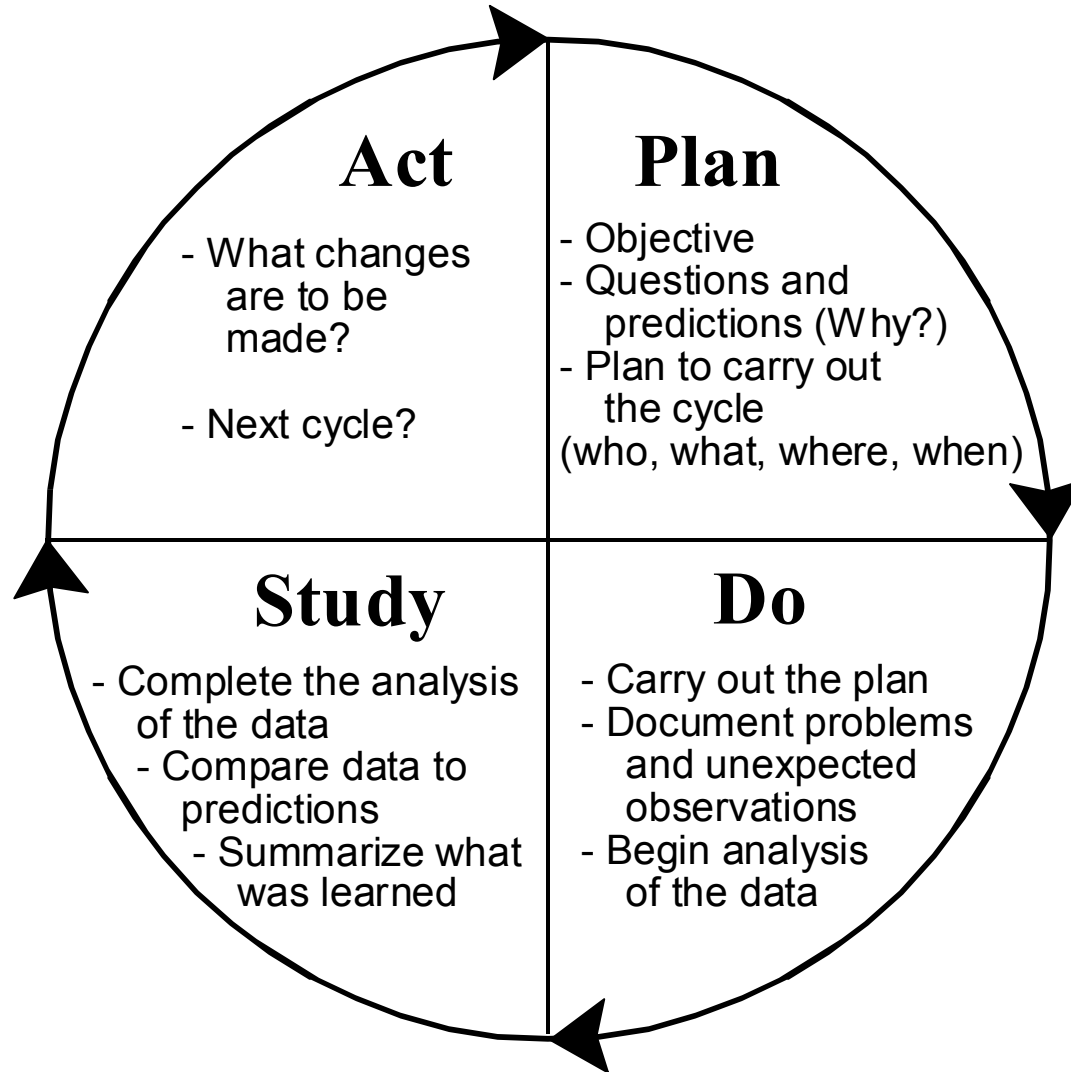 Act
- What changes
are to be
made?
- Next cycle?
Plan
- Objective
- Questions and
predictions (Why?)
- Plan to carry out
the cycle
(who, what, where, when)
Study
- Complete the analysis
of the data
- Compare data to
predictions
- Summarize what
was learned
Do
- Carry out the plan
- Document problems
and unexpected
observations
- Begin analysis
of the data